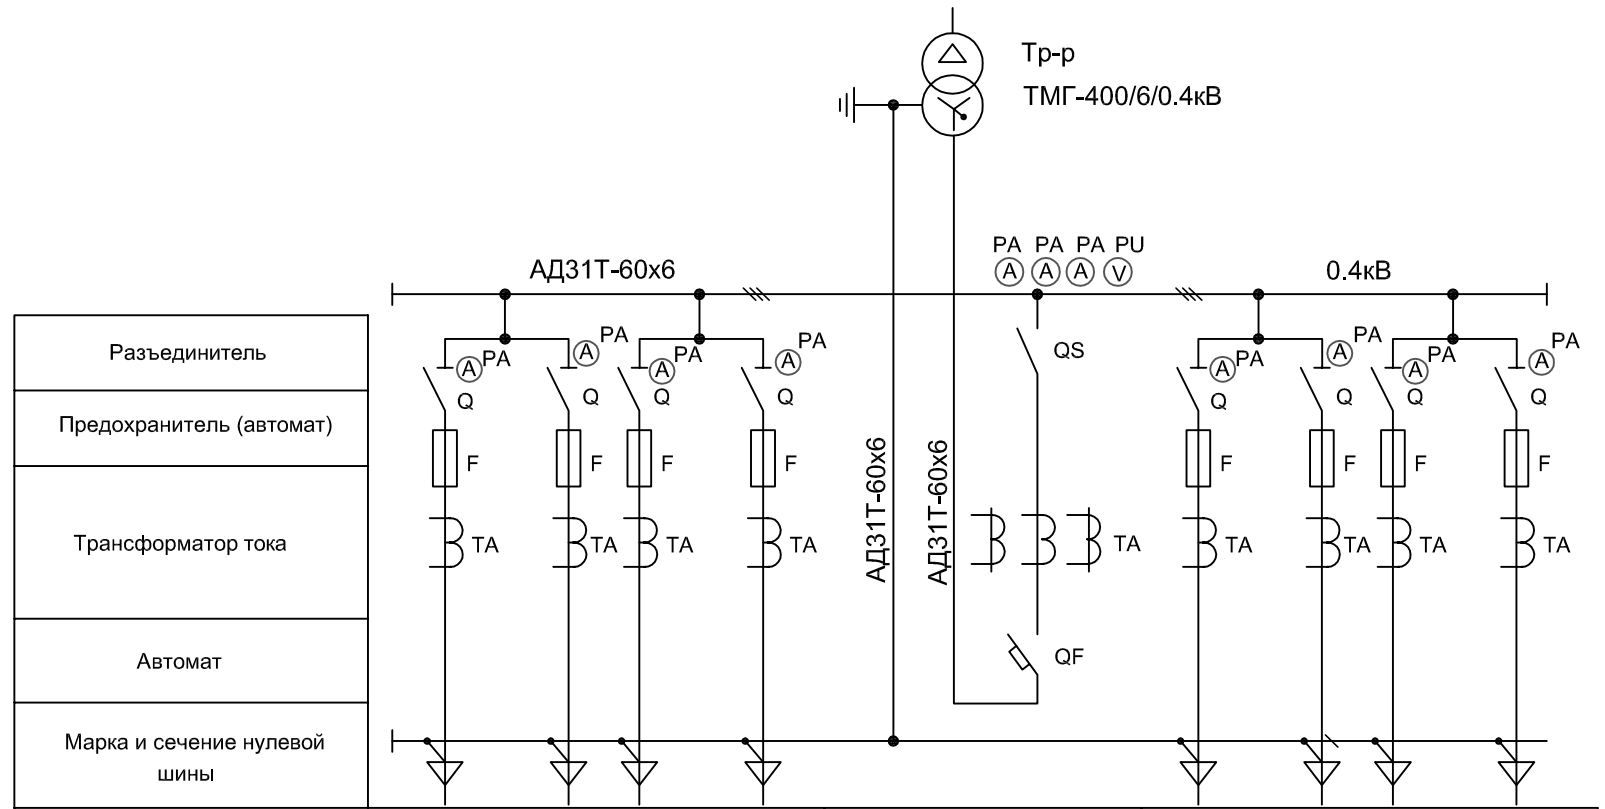 Тр-р
ТМГ-400/6/0.4кВ
PA PA PA PU
A A A V
АД31Т-60х6
0.4кВ
Разъединитель
Предохранитель (автомат)
Трансформатор тока
Автомат
Марка и сечение нулевой
шины
PA PA PA PA
A A A A
Q Q Q Q
F F F F
TA TA TA TA
АД31Т-60х6
АД31Т-60х6
QS
TA
QF
PA PA PA PA
A A A A
Q Q Q Q
F F F F
TA TA TA TA